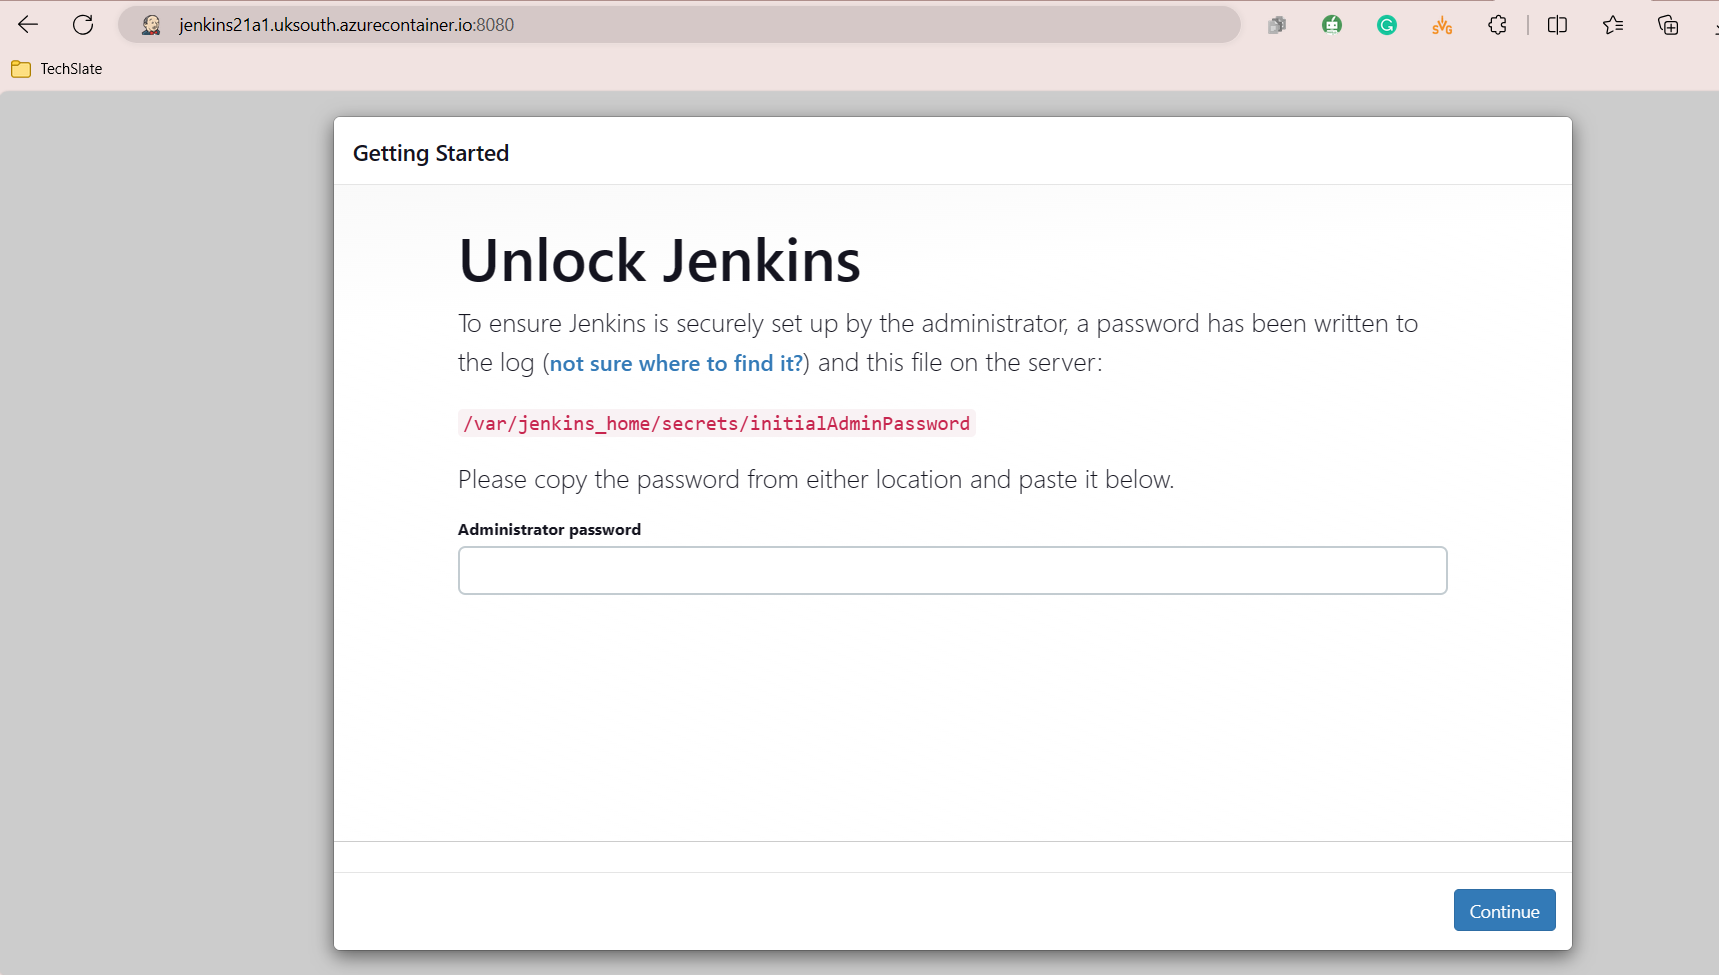 jenkins21a1.uksouth.azurecontainer.io:8080
TechSlate
Getting Started
Unlock Jenkins
To ensure Jenkins is securely set up by the administrator, a password has been written to
the log (not sure where to find it?) and this file on the server:
/var/jenkins_home/secrets/initialAdminPassword
Please copy the password from either location and paste it below.
Administrator password
Continue